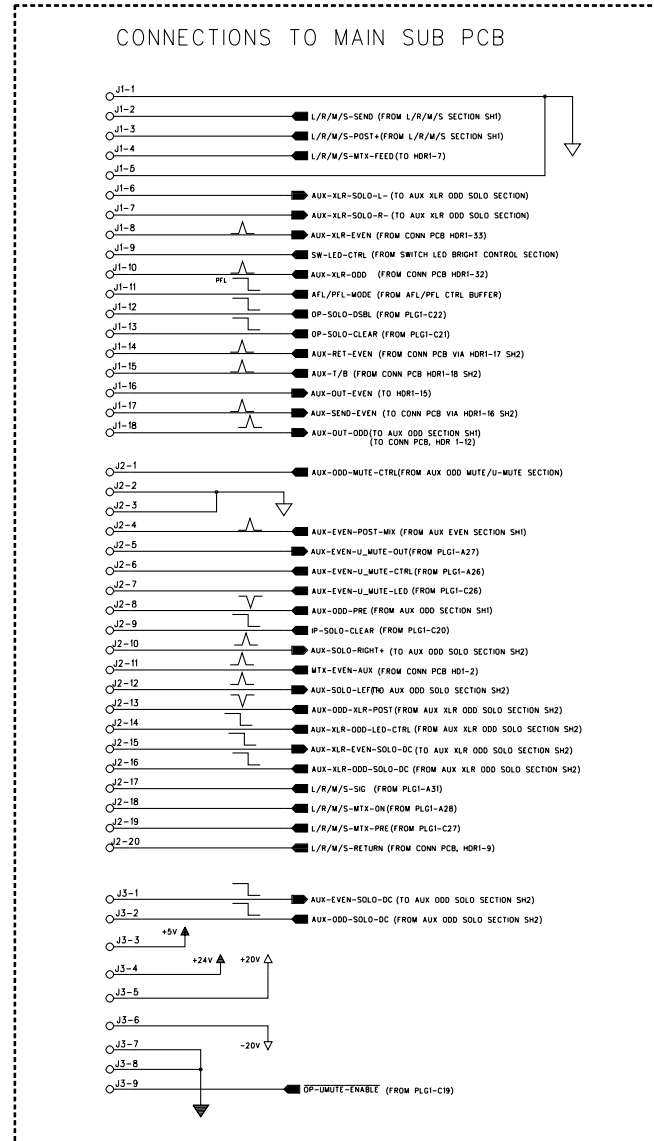 CONNECTIONS TO MAIN SUB PCB
J1-1
J1-2 L/R/M/S-SEND (FROM L/R/M/S SECTION SH1)
J1-3 L/R/M/S-POST+(FROM L/R/M/S SECTION SH1)
J1-4 L/R/M/S-MTX-FEED(TO HDR1-7)
J1-5
J1-6 AUX-XLR-SOLO-L- (TO AUX XLR ODD SOLO SECTION)
J1-7 AUX-XLR-SOLO-R- (TO AUX XLR ODD SOLO SECTION)
J1-8 AUX-XLR-EVEN (FROM CONN PCB HDR1-33)
J1-9 SW-LED-CTRL (FROM SWITCH LED BRIGHT CONTROL SECTION)
J1-10 AUX-XLR-ODD (FROM CONN PCB HDR1-32)
J1-11 PFL AFL/PFL-MODE (FROM AFL/PFL CTRL BUFFER)
J1-12 OP-SOLO-DSBL (FROM PLG1-C22)
J1-13 OP-SOLO-CLEAR (FROM PLG1-C21)
J1-14 AUX-RET-EVEN (FROM CONN PCB VIA HDR1-17 SH2)
J1-15 AUX-T/B (FROM CONN PCB HDR1-18 SH2)
J1-16 AUX-OUT-EVEN (TO HDR1-15)
J1-17 AUX-SEND-EVEN (TO CONN PCB VIA HDR1-16 SH2)
J1-18 AUX-OUT-ODD(TO AUX ODD SECTION SH1)
(TO CONN PCB, HDR 1-12)
J2-1 AUX-ODD-MUTE-CTRL(FROM AUX ODD MUTE/U-MUTE SECTION)
J2-2
J2-3
J2-4 AUX-EVEN-POST-MIX (FROM AUX EVEN SECTION SH1)
J2-5 AUX-EVEN-U_MUTE-OUT(FROM PLG1-A27)
J2-6 AUX-EVEN-U_MUTE-CTRL(FROM PLG1-A26)
J2-7 AUX-EVEN-U_MUTE-LED (FROM PLG1-C26)
J2-8 AUX-ODD-PRE (FROM AUX ODD SECTION SH1)
J2-9 IP-SOLO-CLEAR (FROM PLG1-C20)
J2-10 AUX-SOLO-RIGHT+ (TO AUX ODD SOLO SECTION SH2)
J2-11 MTX-EVEN-AUX (FROM CONN PCB HD1-2)
J2-12 AUX-SOLO-LEFT+(TO AUX ODD SOLO SECTION SH2)
J2-13 AUX-ODD-XLR-POST(FROM AUX XLR ODD SOLO SECTION SH2)
J2-14 AUX-XLR-ODD-LED-CTRL (FROM AUX XLR ODD SOLO SECTION SH2)
J2-15 AUX-XLR-EVEN-SOLO-DC (TO AUX XLR ODD SOLO SECTION SH2)
J2-16 AUX-XLR-ODD-SOLO-DC (FROM AUX XLR ODD SOLO SECTION SH2)
J2-17 L/R/M/S-SIG (FROM PLG1-A31)
J2-18 L/R/M/S-MTX-ON(FROM PLG1-A28)
J2-19 L/R/M/S-MTX-PRE(FROM PLG1-C27)
J2-20 L/R/M/S-RETURN (FROM CONN PCB, HDR1-9)
J3-1 AUX-EVEN-SOLO-DC (TO AUX ODD SOLO SECTION SH2)
J3-2 AUX-ODD-SOLO-DC (FROM AUX ODD SOLO SECTION SH2)
J3-3 +5V
J3-4 +24V +20V
J3-5
J3-6
J3-7 -20V
J3-8
J3-9 OP-UMUTE-ENABLE (FROM PLG1-C19)